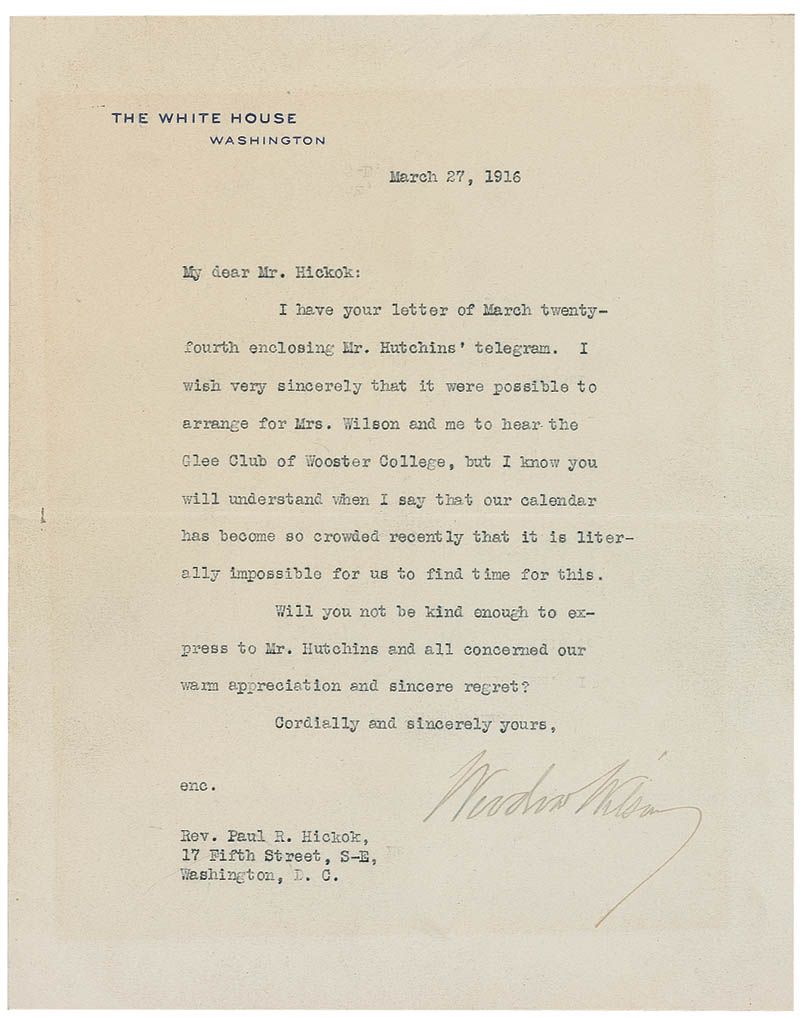 THE WHITE HOUSE
WASHINGTON
March 27, 1916
My dear Mr. Hickok:
I have your letter of March twenty-
fourth enclosing Mr. Hutchins' telegram. I
wish very sincerely that it were possible to
arrange for Mrs. Wilson and me to hear the
Glee Club of Wooster College, but I know you
will understand when I say that our calendar
has become so crowded recently that it is liter-
ally impossible for us to find time for this.
Will you not be kind enough to ex-
press to Mr. Hutchins and all concerned our
warm appreciation and sincere regret?
Cordially and sincerely yours,
Woodrow Wilson
enc.
Rev. Paul R. Hickok,
17 Fifth Street, S-E,
Washington, D. C.